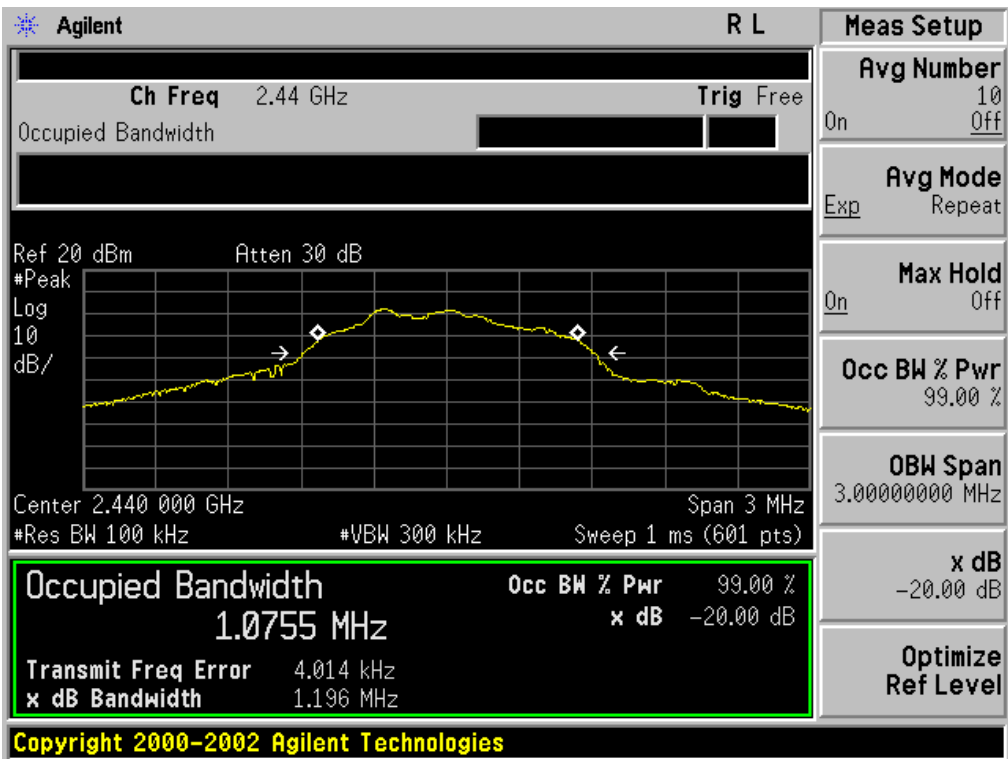 Agilent R L
Meas Setup
Ch Freq 2.44 GHz Trig Free
Occupied Bandwidth
Ref 20 dBm Atten 30 dB
#Peak
Log
10
dB/
Center 2.440 000 GHz Span 3 MHz
#Res BW 100 kHz #VBW 300 kHz Sweep 1 ms (601 pts)
Occupied Bandwidth Occ BW % Pwr 99.00 %
1.0755 MHz x dB -20.00 dB
Transmit Freq Error 4.014 kHz
x dB Bandwidth 1.196 MHz
Copyright 2000-2002 Agilent Technologies
Avg Number
10
On Off
Avg Mode
Exp Repeat
Max Hold
On Off
Occ BW % Pwr
99.00 %
OBW Span
3.00000000 MHz
x dB
-20.00 dB
Optimize
Ref Level